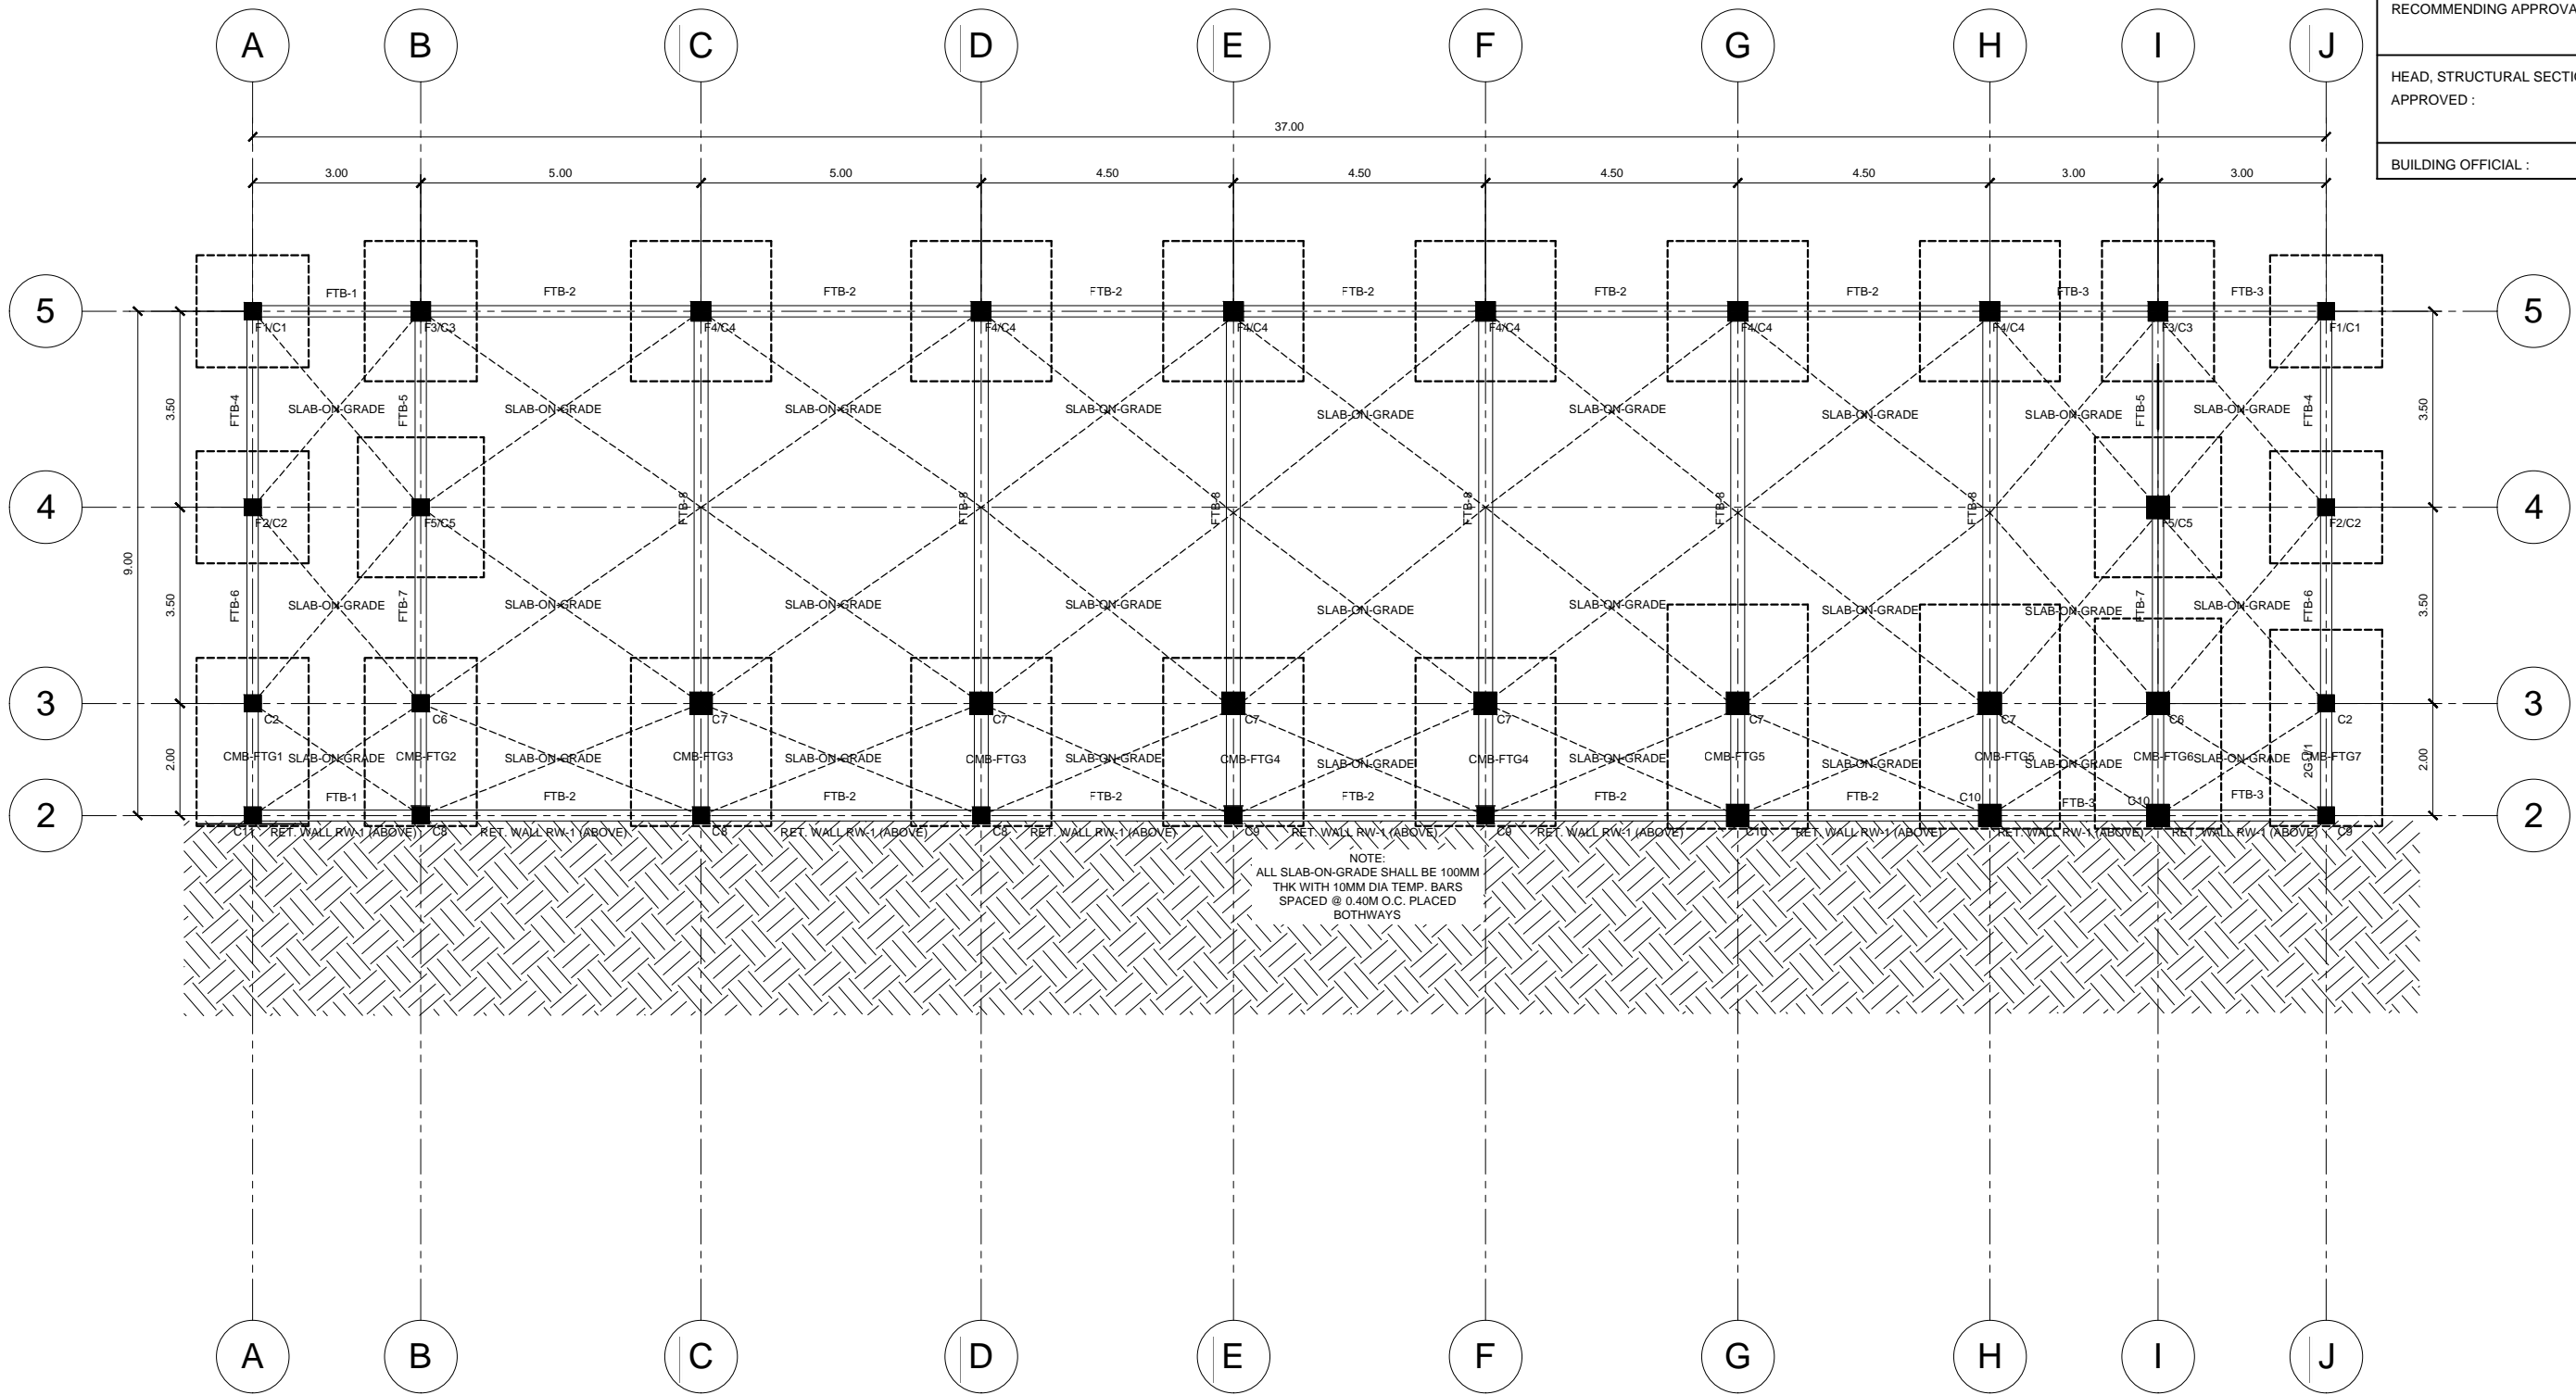 RECOMMENDING APPROVA
A B C D E F G H I J
HEAD, STRUCTURAL SECTI
APPROVED :
37.00
BUILDING OFFICIAL :
3.00 5.00 5.00 4.50 4.50 4.50 4.50 3.00 3.00
FTB-1 FTB-2 FTB-2 FTB-2 FTB-2 FTB-2 FTB-2 FTB-3 FTB-3
5 5
F1/C1 F3/C3 F4/C4 F4/C4 F4/C4 F4/C4 F4/C4 F4/C4 F3/C3 F1/C1
3.50 FTB-4 FTB-5 FTB-5 FTB-4 3.50
SLAB-ON-GRADE SLAB-ON-GRADE SLAB-ON-GRADE SLAB-ON-GRADE SLAB-ON-GRADE SLAB-ON-GRADE SLAB-ON-GRADE SLAB-ON-GRADE SLAB-ON-GRADE
4 FTB-8 FTB-8 FTB-8 FTB-8 FTB-8 FTB-8 4
F2/C2 F5/C5 F5/C5 F2/C2
9.00
3.50 FTB-6 FTB-7 FTB-7 FTB-6 3.50
SLAB-ON-GRADE SLAB-ON-GRADE SLAB-ON-GRADE SLAB-ON-GRADE SLAB-ON-GRADE SLAB-ON-GRADE SLAB-ON-GRADE SLAB-ON-GRADE SLAB-ON-GRADE
3 3
C2 C6 C7 C7 C7 C7 C7 C7 C6 C2
2.00 CMB-FTG1 SLAB-ON-GRADE CMB-FTG2 SLAB-ON-GRADE CMB-FTG3 SLAB-ON-GRADE CMB-FTG3 SLAB-ON-GRADE CMB-FTG4 SLAB-ON-GRADE CMB-FTG4 SLAB-ON-GRADE CMB-FTG5 SLAB-ON-GRADE CMB-FTG5 SLAB-ON-GRADE CMB-FTG6 SLAB-ON-GRADE CMB-FTG7 2.00
FTB-1 FTB-2 FTB-2 FTB-2 FTB-2 FTB-2 FTB-2 C10 FTB-3 C10 FTB-3
2 2
C11 RET. WALL RW-1 (ABOVE) C8 RET. WALL RW-1 (ABOVE) C8 RET. WALL RW-1 (ABOVE) C8 RET. WALL RW-1 (ABOVE) C9 RET. WALL RW-1 (ABOVE) C9 RET. WALL RW-1 (ABOVE) C10 RET. WALL RW-1 (ABOVE) RET. WALL RW-1 (ABOVE) RET. WALL RW-1 (ABOVE) C9
NOTE:
ALL SLAB-ON-GRADE SHALL BE 100MM
THK WITH 10MM DIA TEMP. BARS
SPACED @ 0.40M O.C. PLACED
BOTHWAYS
A B C D E F G H I J